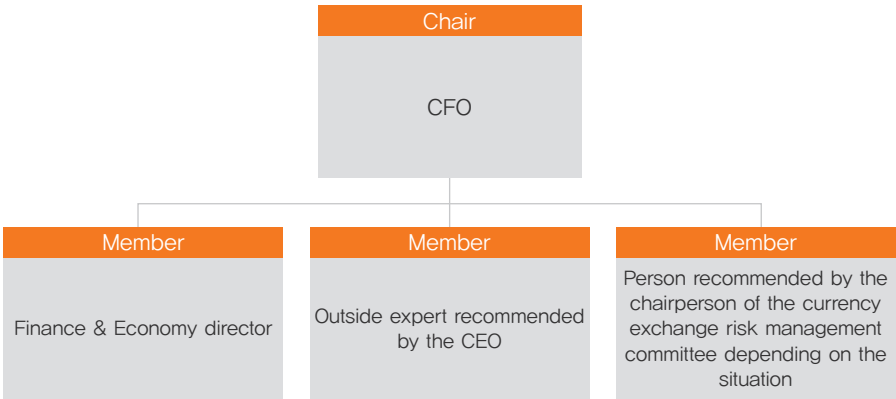 Chair
CFO
Member
Finance & Economy director
Member
Outside expert recommended
by the CEO
Member
Person recommended by the
chairperson of the currency
exchange risk management
committee depending on the
situation